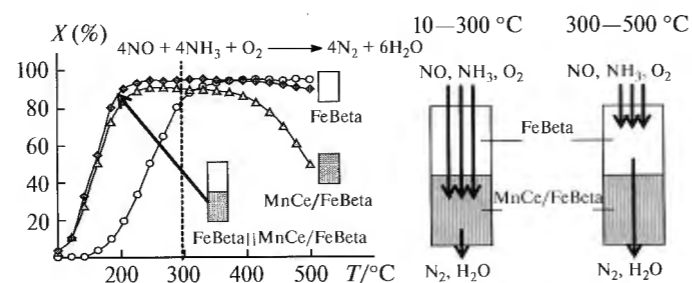 X (%)
4NO + 4NH₃ + O₂ ⟶ 4N₂ + 6H₂O
100
80
60
40
20
FeBeta
MnCe/FeBeta
FeBeta||MnCe/FeBeta
200 300 400 500 T/°C
10—300 °C 300—500 °C
NO, NH₃, O₂ NO, NH₃, O₂
FeBeta
MnCe/FeBeta
N₂, H₂O N₂, H₂O